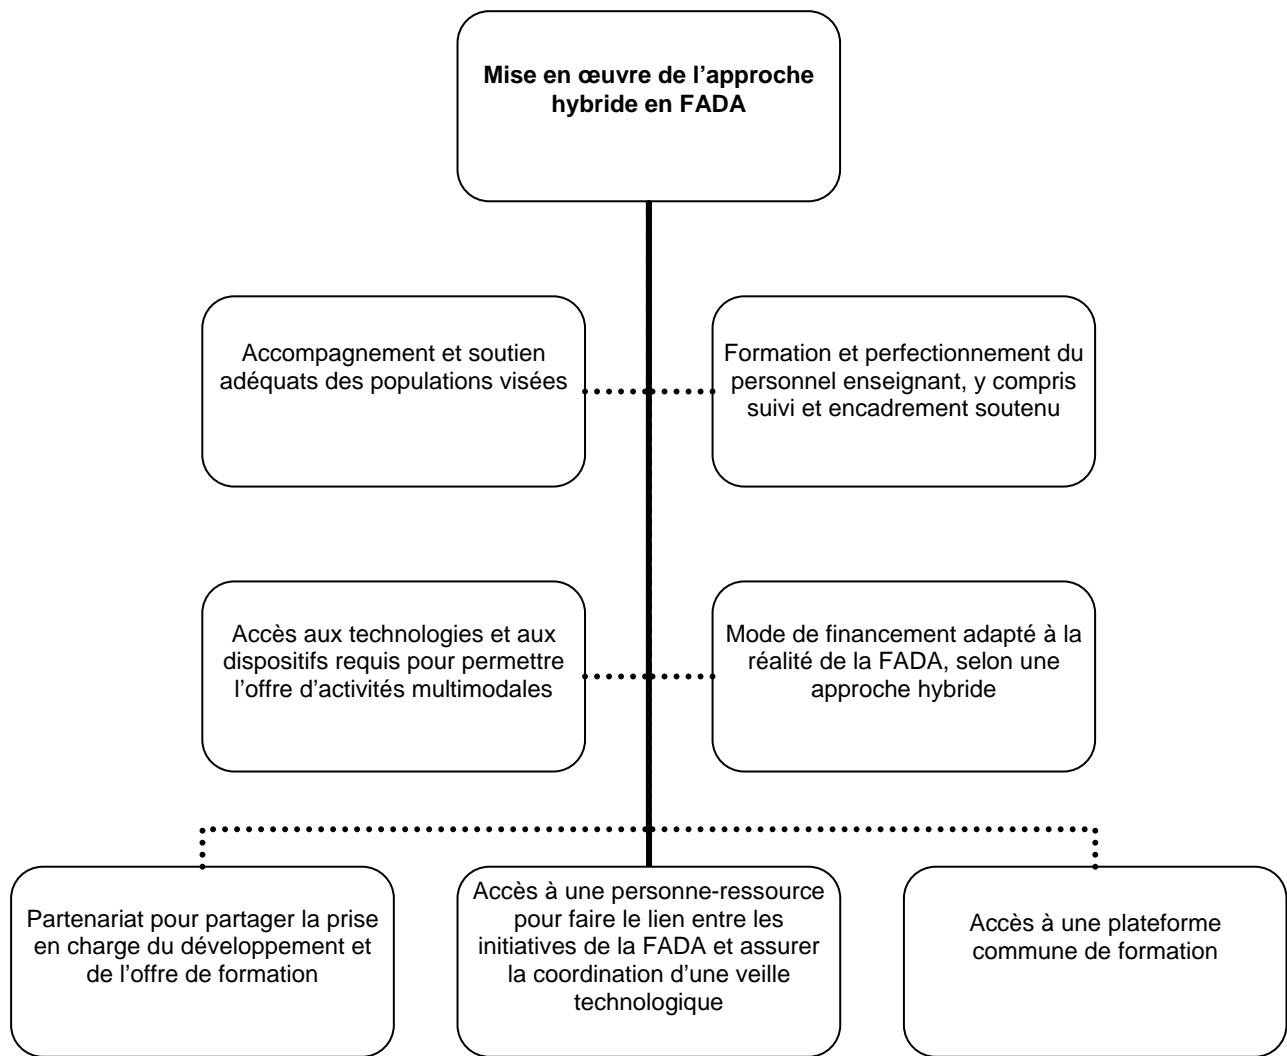 Mise en œuvre de l’approche
hybride en FADA
Accompagnement et soutien
adéquats des populations visées
Formation et perfectionnement du
personnel enseignant, y compris
suivi et encadrement soutenu
Accès aux technologies et aux
dispositifs requis pour permettre
l’offre d’activités multimodales
Mode de financement adapté à la
réalité de la FADA, selon une
approche hybride
Partenariat pour partager la prise
en charge du développement et
de l’offre de formation
Accès à une personne-ressource
pour faire le lien entre les
initiatives de la FADA et assurer
la coordination d’une veille
technologique
Accès à une plateforme
commune de formation